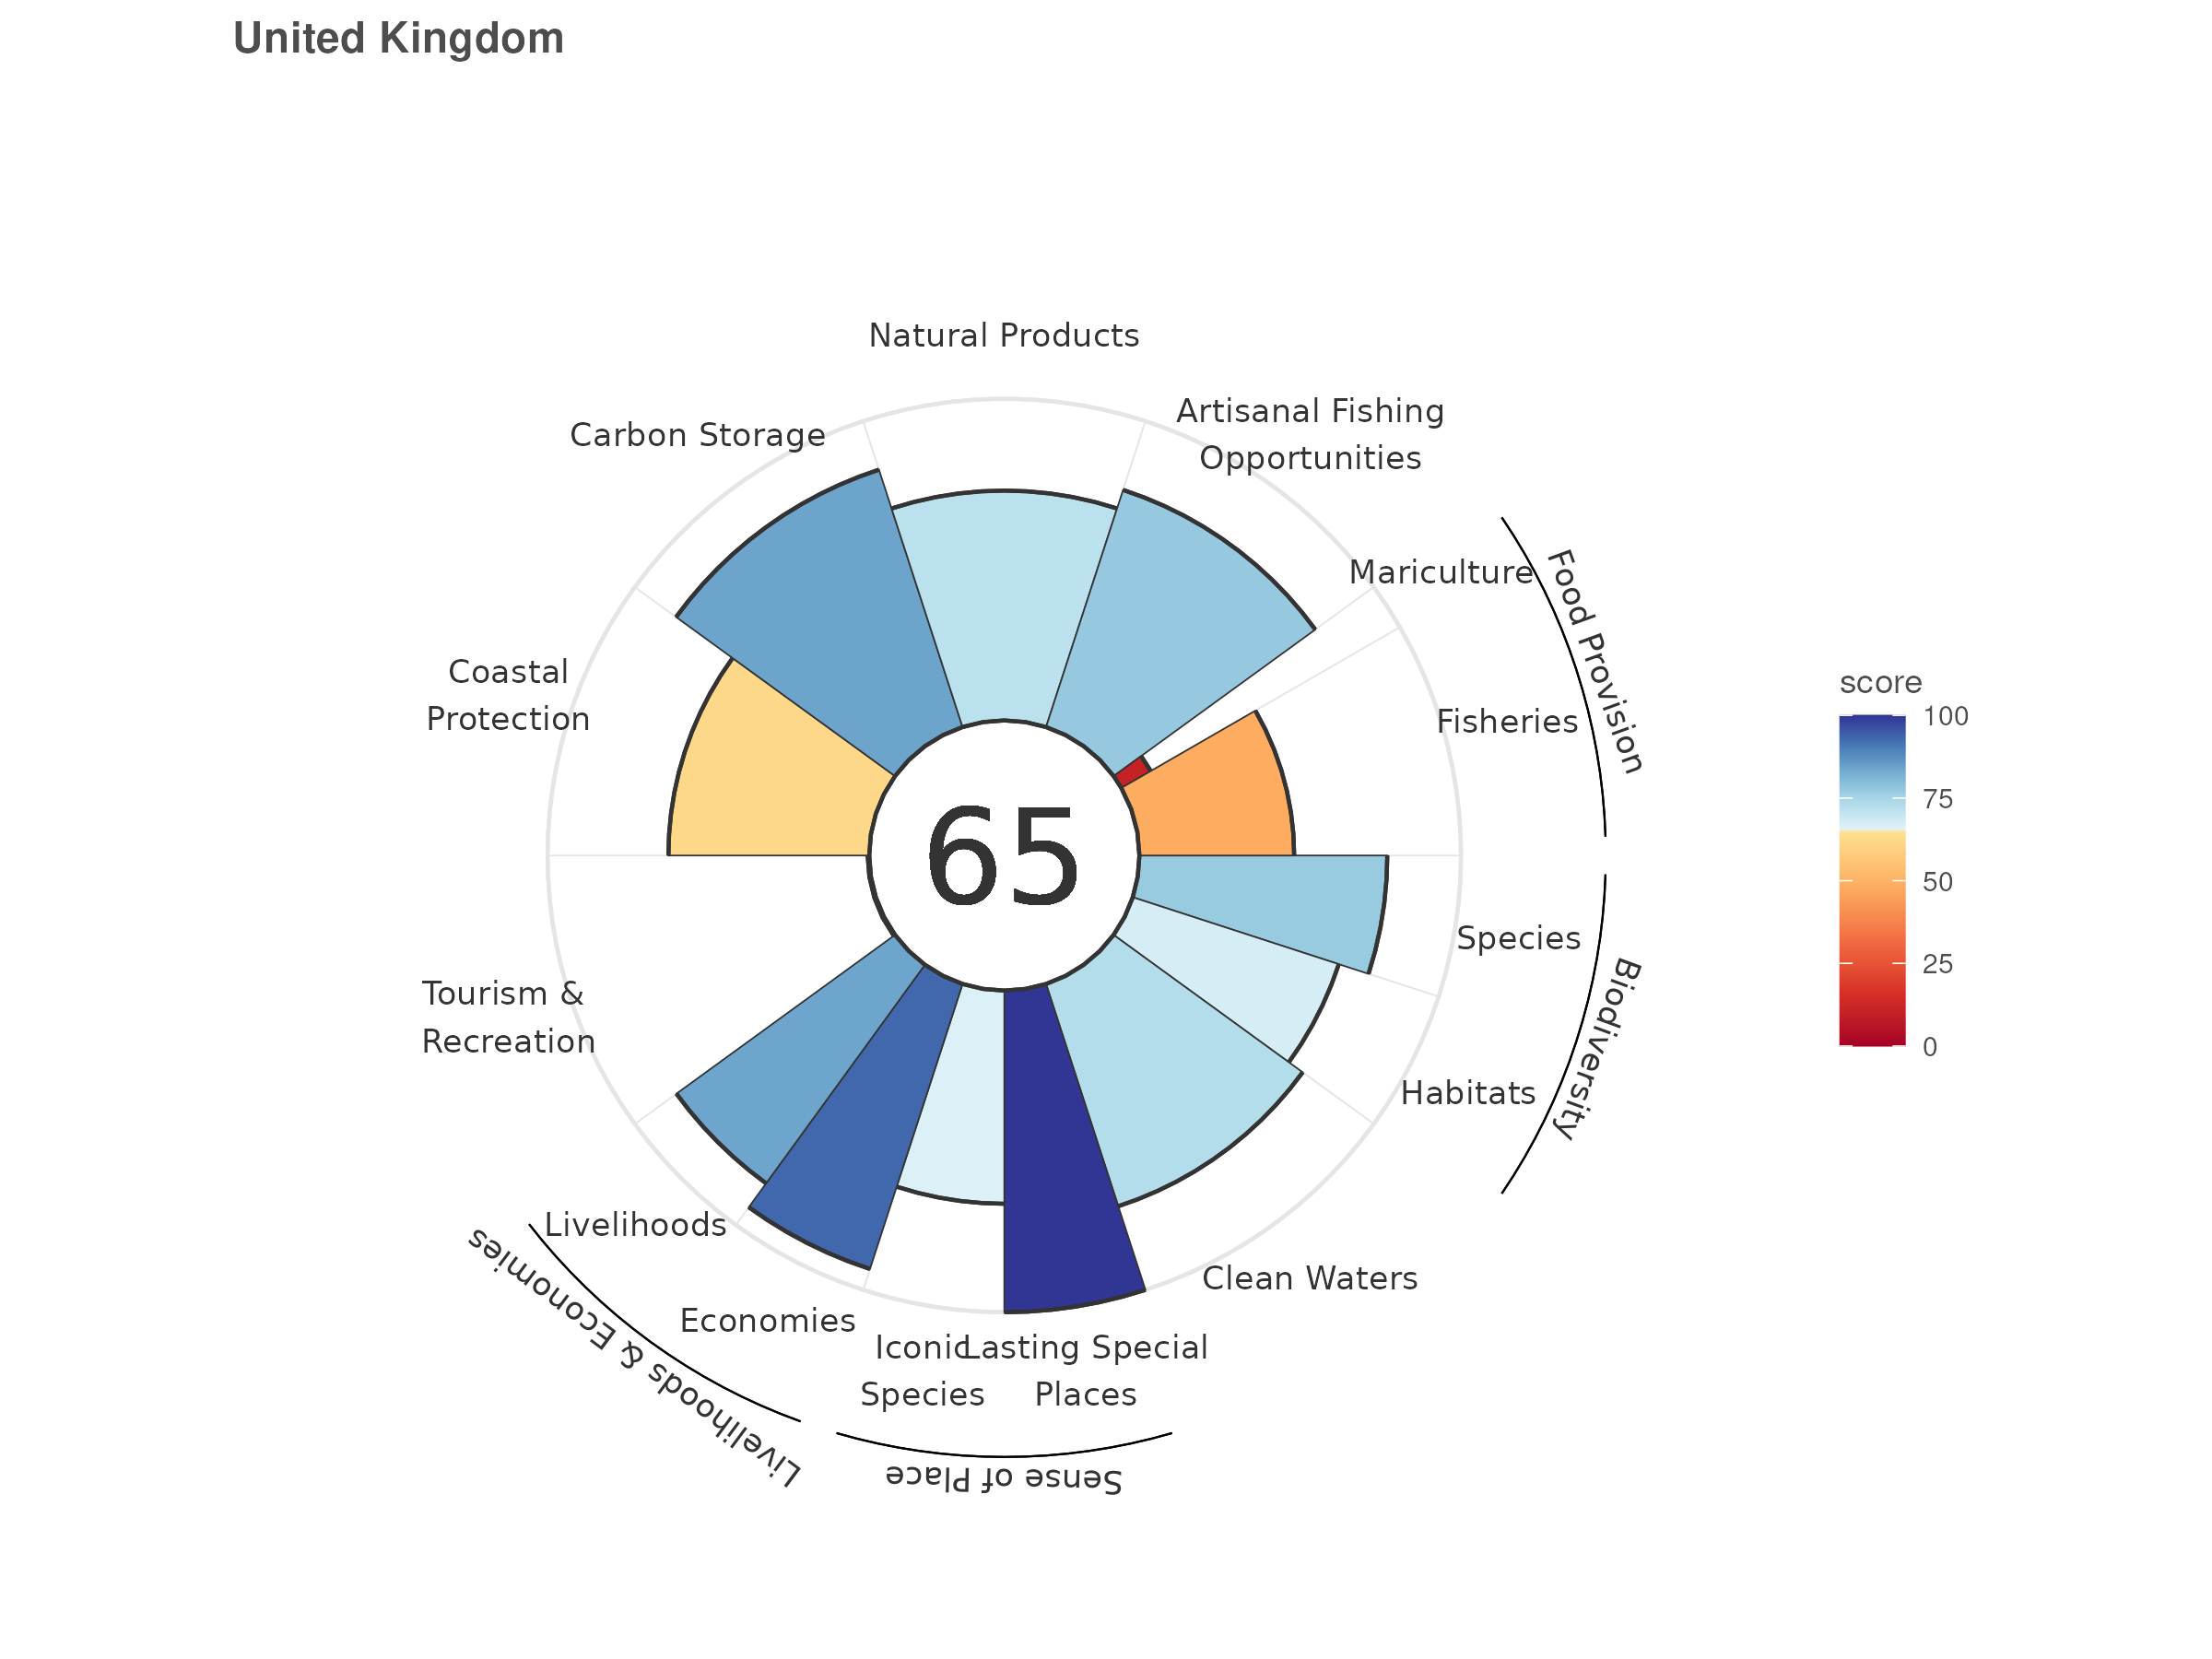 United Kingdom
Natural Products
Artisanal Fishing
Opportunities
Carbon Storage
Mariculture
Food Provision
Coastal
Protection
Fisheries
score
100
75
50
25
0
65
Species
Biodiversity
Tourism &
Recreation
Habitats
Livelihoods
Clean Waters
Economies
Livelihoods & Economies
Iconic
Species
Lasting Special
Places
Sense of Place